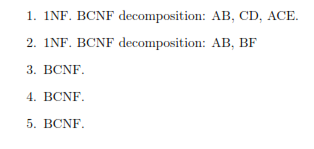 1. 1NF. BCNF decomposition: AB, CD, ACE.
2. 1NF. BCNF decomposition: AB, BF
3. BCNF.
4. BCNF.
5. BCNF.